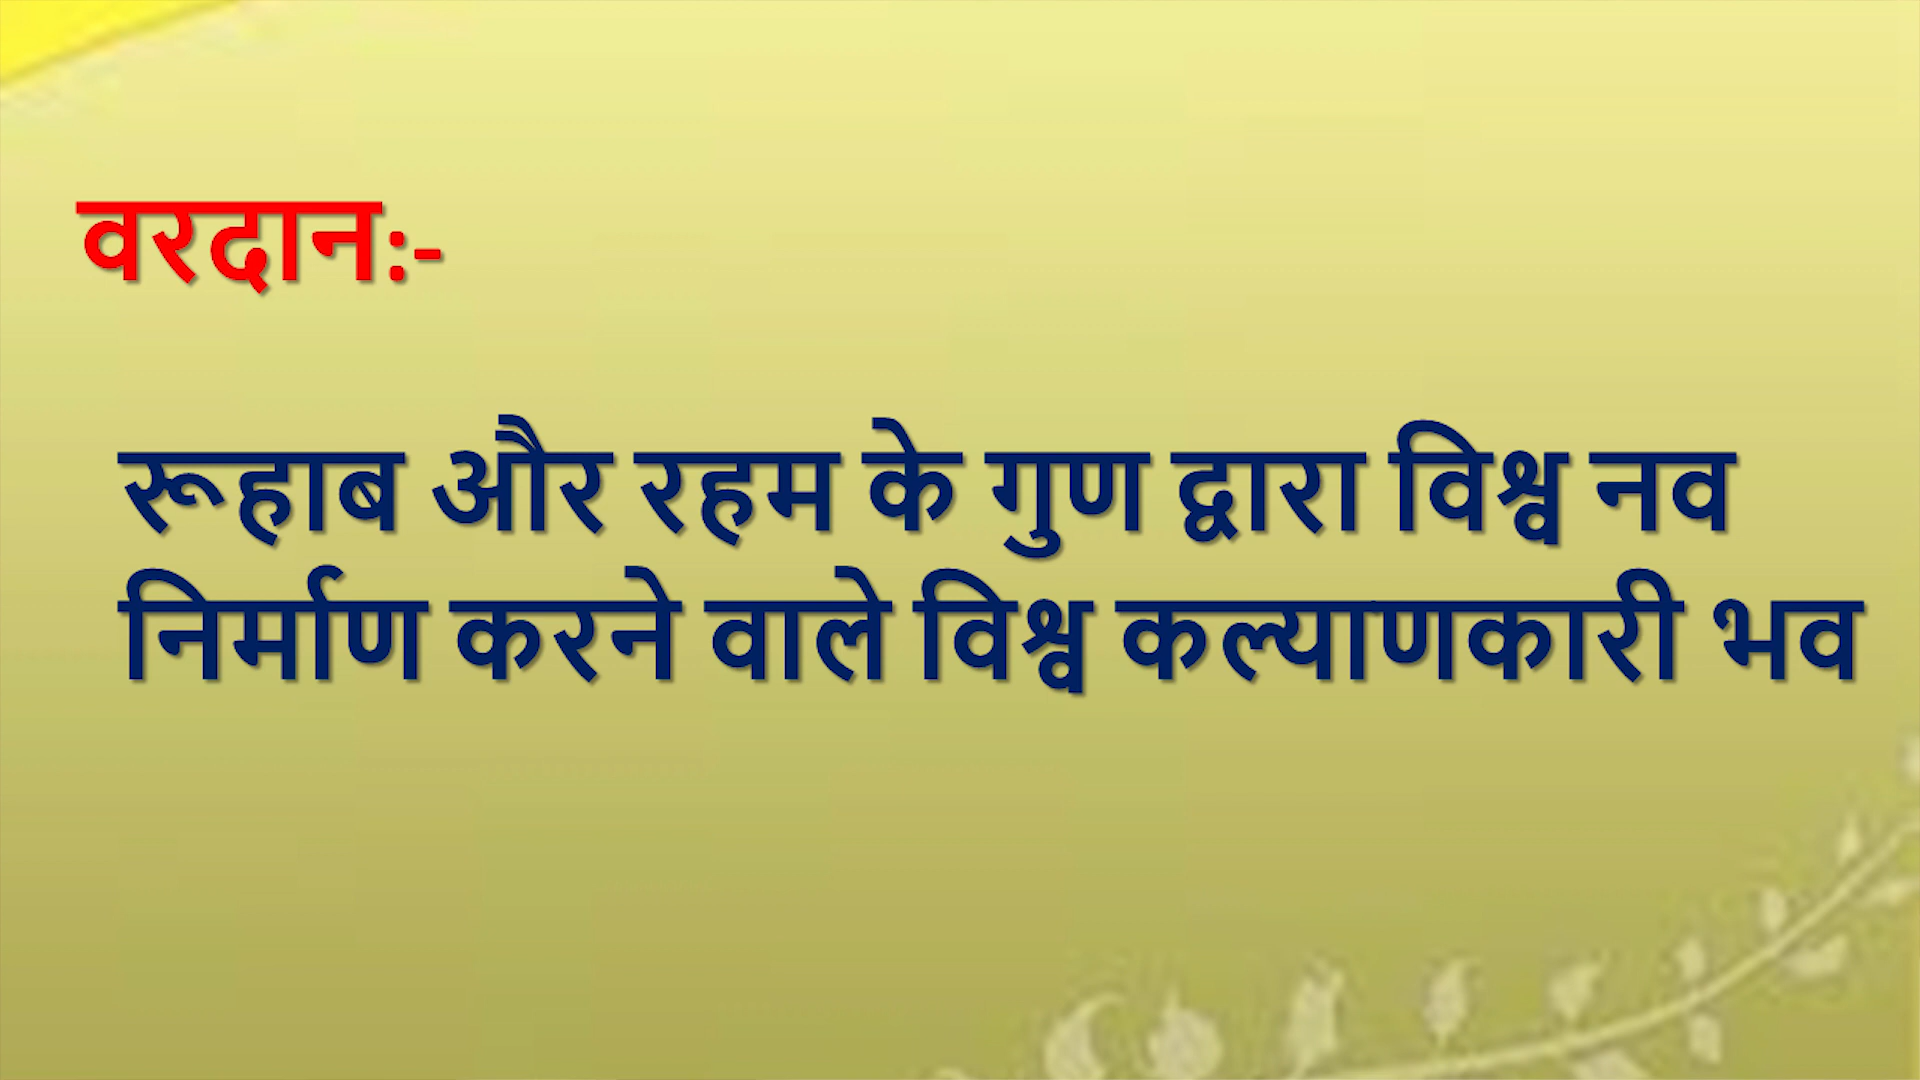 वरदान:-
रूहाब और रहम के गुण द्वारा विश्व नव
निर्माण करने वाले विश्व कल्याणकारी भव